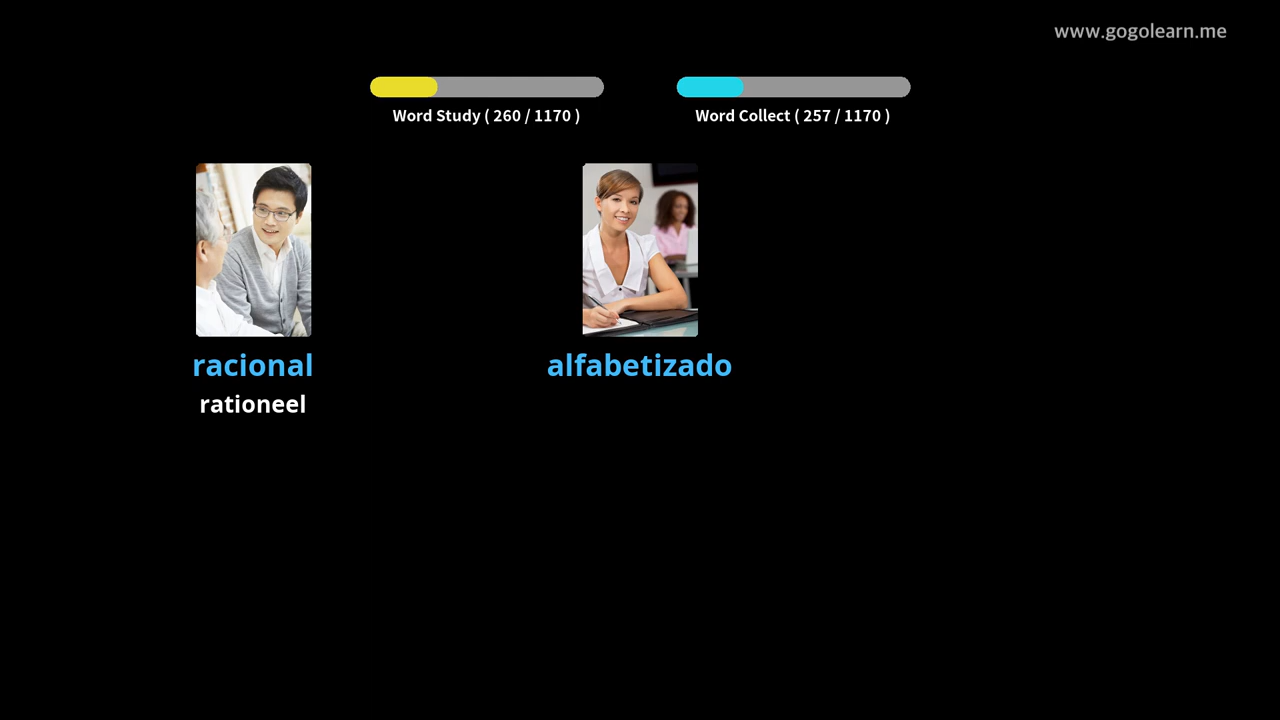 www.gogolearn.me
Word Study ( 260 / 1170 )
Word Collect ( 257 / 1170 )
racional
rationeel
alfabetizado